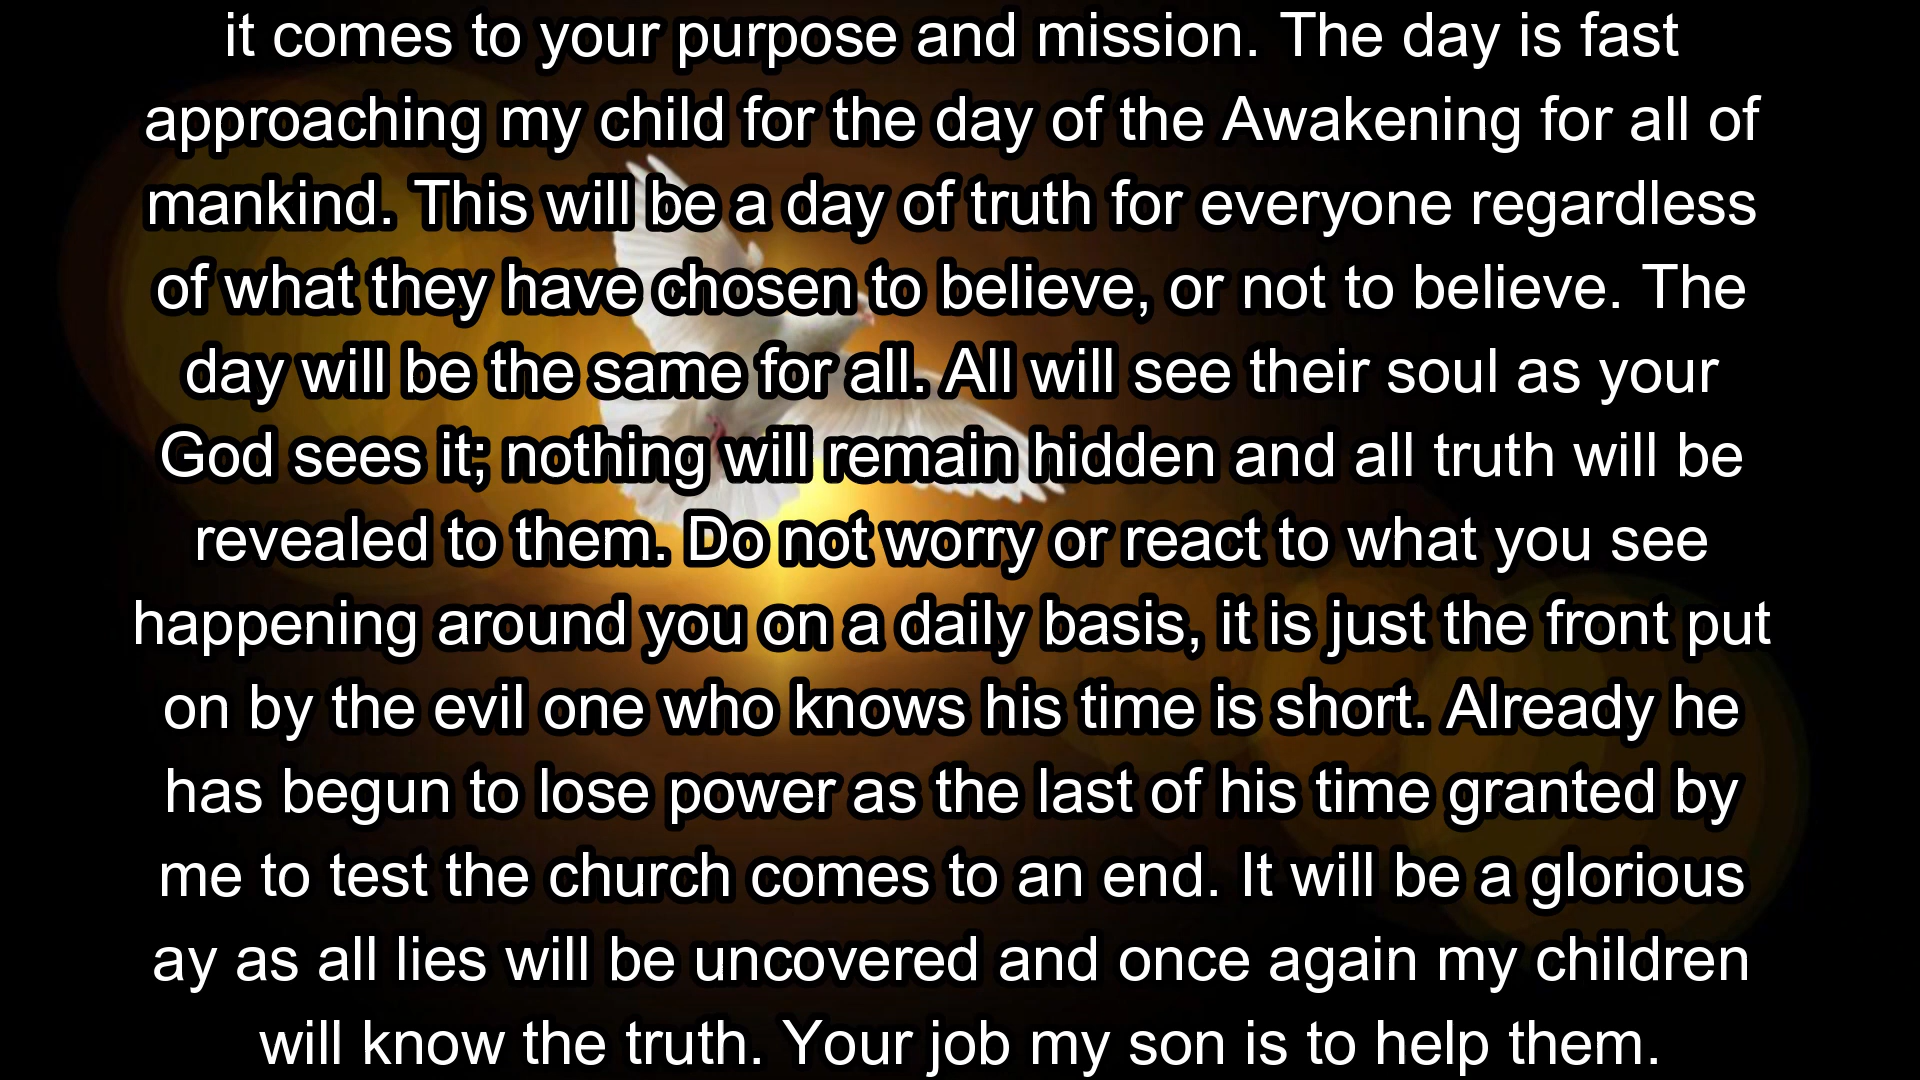 it comes to your purpose and mission. The day is fast
approaching my child for the day of the Awakening for all of
mankind. This will be a day of truth for everyone regardless
of what they have chosen to believe, or not to believe. The
day will be the same for all. All will see their soul as your
God sees it; nothing will remain hidden and all truth will be
revealed to them. Do not worry or react to what you see
happening around you on a daily basis, it is just the front put
on by the evil one who knows his time is short. Already he
has begun to lose power as the last of his time granted by
me to test the church comes to an end. It will be a glorious
ay as all lies will be uncovered and once again my children
will know the truth. Your job my son is to help them.